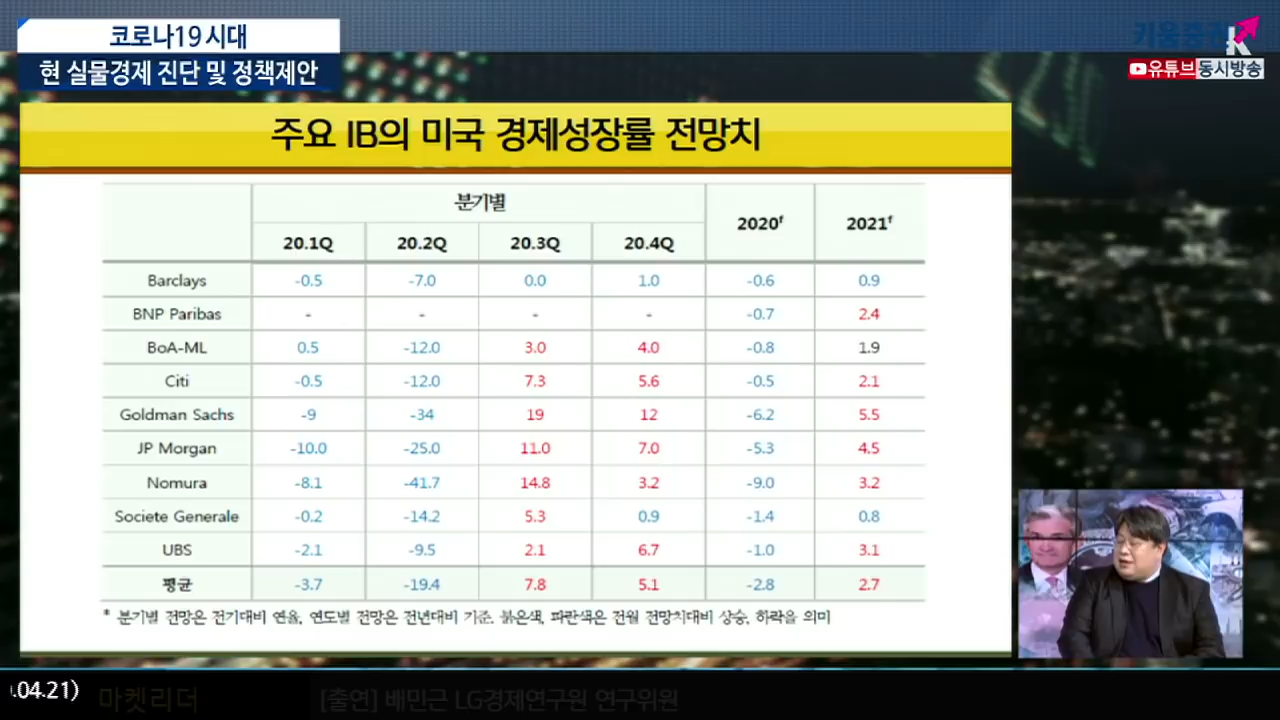 코로나19 시대
현 실물경제 진단 및 정책제안
키움증권
유튜브 동시방송
주요 IB의 미국 경제성장률 전망치
분기별 2020ᶠ 2021ᶠ
20.1Q 20.2Q 20.3Q 20.4Q
Barclays -0.5 -7.0 0.0 1.0 -0.6 0.9
BNP Paribas - - - - -0.7 2.4
BoA-ML 0.5 -12.0 3.0 4.0 -0.8 1.9
Citi -0.5 -12.0 7.3 5.6 -0.5 2.1
Goldman Sachs -9 -34 19 12 -6.2 5.5
JP Morgan -10.0 -25.0 11.0 7.0 -5.3 4.5
Nomura -8.1 -41.7 14.8 3.2 -9.0 3.2
Societe Generale -0.2 -14.2 5.3 0.9 -1.4 0.8
UBS -2.1 -9.5 2.1 6.7 -1.0 3.1
평균 -3.7 -19.4 7.8 5.1 -2.8 2.7
* 분기별 전망은 전기대비 연율, 연도별 전망은 전년대비 기준. 붉은색, 파란색은 전월 전망치대비 상승, 하락을 의미
.04.21) 마켓리더 [출연] 배민근 LG경제연구원 연구위원